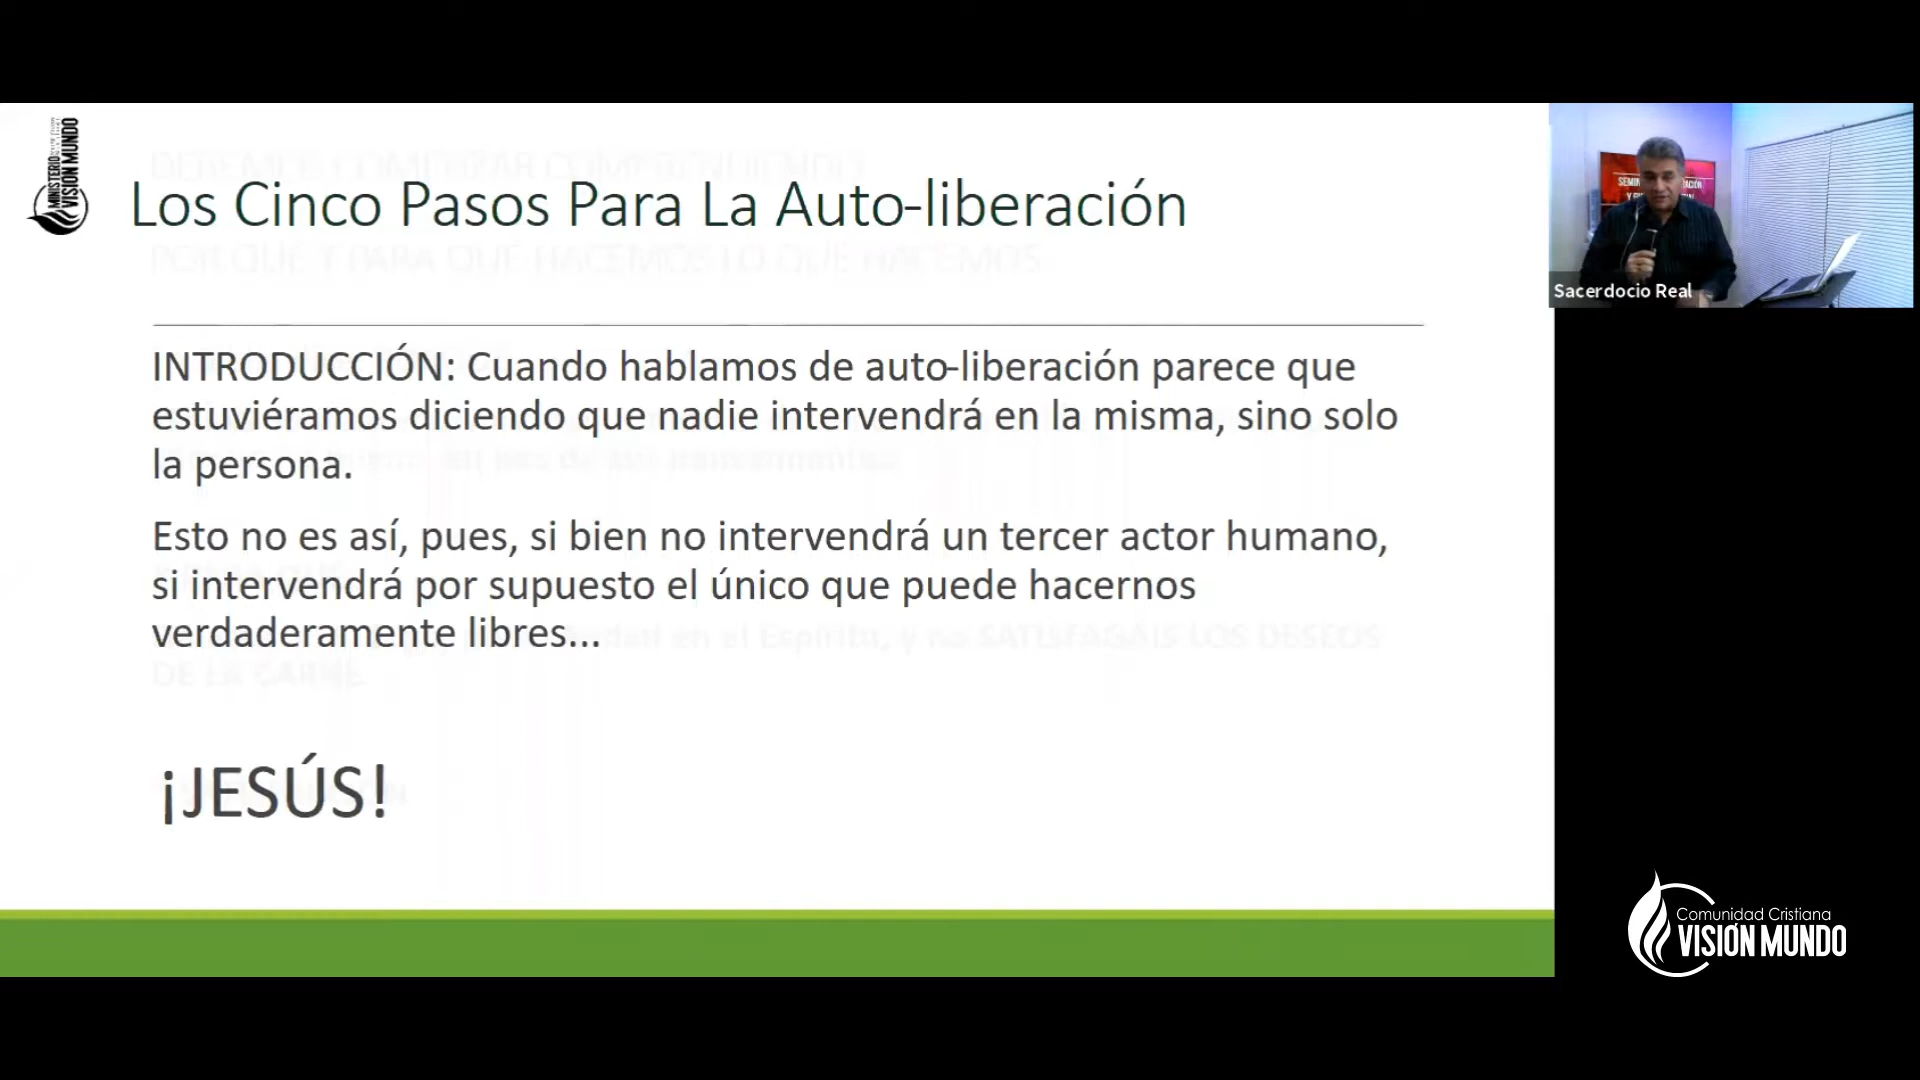 MINISTERIO
VISIÓN MUNDO
Los Cinco Pasos Para La Auto-liberación
INTRODUCCIÓN: Cuando hablamos de auto-liberación parece que
estuviéramos diciendo que nadie intervendrá en la misma, sino solo
la persona.
Esto no es así, pues, si bien no intervendrá un tercer actor humano,
si intervendrá por supuesto el único que puede hacernos
verdaderamente libres...
¡JESÚS!
Sacerdocio Real
Comunidad Cristiana
VISIÓN MUNDO